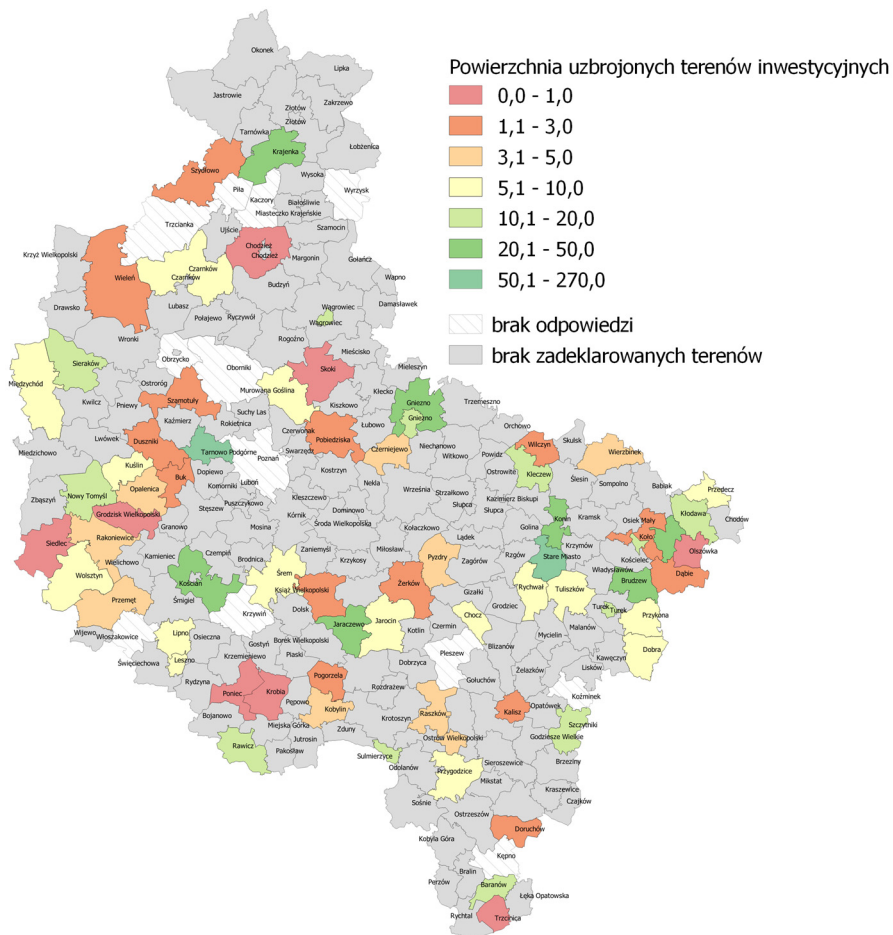 Powierzchnia uzbrojonych terenów inwestycyjnych
0,0 - 1,0
1,1 - 3,0
3,1 - 5,0
5,1 - 10,0
10,1 - 20,0
20,1 - 50,0
50,1 - 270,0
brak odpowiedzi
brak zadeklarowanych terenów
Okonek
Lipka
Jastrowie
Złotów
Zakrzewo
Złotów
Tarnówka
Łobżenica
Krajenka
Szydłowo
Wysoka
Piła
Kaczory
Białośliwie
Wyrzysk
Miasteczko Krajeńskie
Trzcianka
Ujście
Szamocin
Chodzież
Chodzież
Margonin
Gołańcz
Krzyż Wielkopolski
Wieleń
Czarnków
Czarnków
Budzyń
Wapno
Damasławek
Drawsko
Lubasz
Połajewo
Ryczywół
Wągrowiec
Wągrowiec
Wronki
Rogoźno
Obrzycko
Oborniki
Mieścisko
Międzychód
Sieraków
Skoki
Mieleszyn
Ostroróg
Murowana Goślina
Kłecko
Kwilcz
Pniewy
Szamotuły
Kiszkowo
Gniezno
Trzemeszno
Kaźmierz
Suchy Las
Rokietnica
Czerwonak
Łubowo
Gniezno
Orchowo
Lwówek
Duszniki
Swarzędz
Pobiedziska
Czerniejewo
Niechanowo
Wilczyn
Skulsk
Wierzbinek
Miedzichowo
Tarnowo Podgórne
Poznań
Witkowo
Powidz
Kuślin
Buk
Dopiewo
Kostrzyn
Ostrowite
Kleczew
Ślesin
Sompolno
Babiak
Przedecz
Zbąszyń
Nowy Tomyśl
Opalenica
Komorniki
Luboń
Nekla
Września
Strzałkowo
Kazimierz Biskupi
Kłodawa
Chodów
Puszczykowo
Kleszczewo
Słupca
Słupca
Grodzisk Wielkopolski
Granowo
Stęszew
Mosina
Kórnik
Dominowo
Środa Wielkopolska
Kołaczkowo
Golina
Konin
Kramsk
Osiek Mały
Koło
Olszówka
Siedlec
Rakoniewice
Lądek
Kościelec
Wielichowo
Kamieniec
Czempiń
Brodnica
Zaniemyśl
Krzykosy
Miłosław
Pyzdry
Zagórów
Rzgów
Stare Miasto
Krzymów
Władysławów
Dąbie
Wolsztyn
Kościan
Śrem
Książ Wielkopolski
Żerków
Gizałki
Rychwał
Tuliszków
Brudzew
Przemęt
Śmigiel
Krzywiń
Dolsk
Jaraczewo
Jarocin
Chocz
Grodziec
Turek
Turek
Przykona
Wijewo
Włoszakowice
Lipno
Osieczna
Gostyń
Borek Wielkopolski
Kotlin
Czermin
Mycielin
Malanów
Dobra
Święciechowa
Leszno
Krzemieniewo
Piaski
Pleszew
Blizanów
Kawęczyn
Dobrzyca
Gołuchów
Żelazków
Lisków
Rydzyna
Poniec
Krobia
Pogorzela
Rozdrażew
Koźminek
Bojanowo
Pępowo
Kobylin
Krotoszyn
Raszków
Kalisz
Opatówek
Szczytniki
Miejska Górka
Zduny
Rawicz
Jutrosin
Pakosław
Ostrów Wielkopolski
Godziesze Wielkie
Sulmierzyce
Odolanów
Sieroszewice
Brzeziny
Przygodzice
Mikstat
Kraszewice
Sośnie
Czajków
Ostrzeszów
Doruchów
Kobyla Góra
Kępno
Bralin
Perzów
Baranów
Łęka Opatowska
Rychtal
Trzcinica